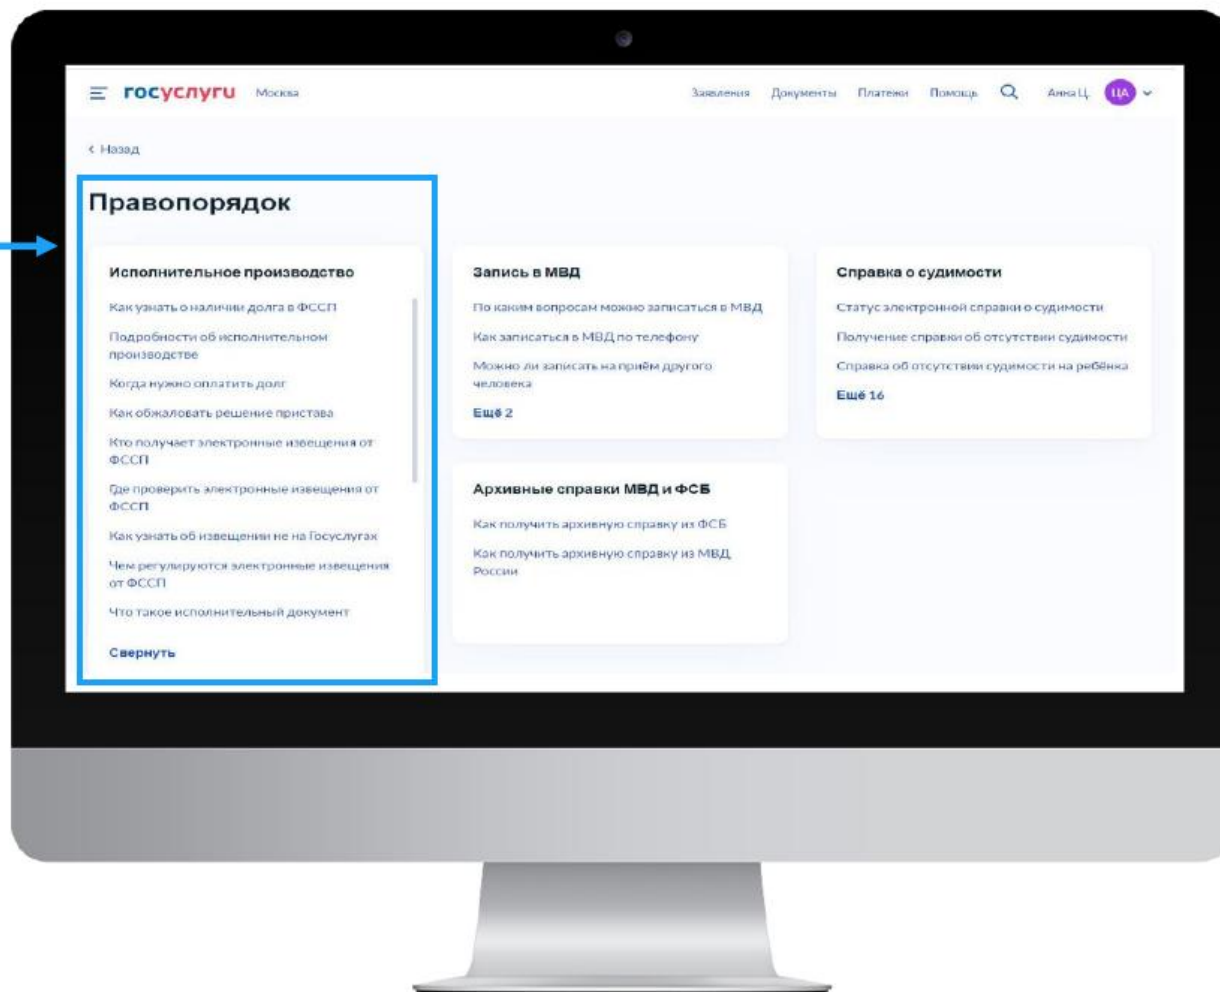 госуслуги Москва Заявления Документы Платежи Помощь Анна Ц. ЦА
Назад
Правопорядок
Исполнительное производство
Как узнать о наличии долга в ФССП
Подробности об исполнительном
производстве
Когда нужно оплатить долг
Как обжаловать решение пристава
Кто получает электронные извещения от
ФССП
Где проверить электронные извещения от
ФССП
Как узнать об извещении не на Госуслугах
Чем регулируются электронные извещения
от ФССП
Что такое исполнительный документ
Свернуть
Запись в МВД
По каким вопросам можно записаться в МВД
Как записаться в МВД по телефону
Можно ли записать на приём другого
человека
Ещё 2
Справка о судимости
Статус электронной справки о судимости
Получение справки об отсутствии судимости
Справка об отсутствии судимости на ребёнка
Ещё 16
Архивные справки МВД и ФСБ
Как получить архивную справку из ФСБ
Как получить архивную справку из МВД
России